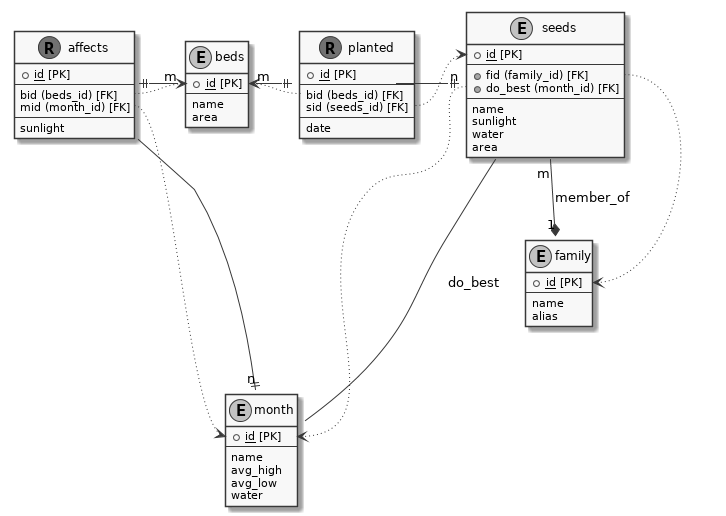 R affects
id [PK]
bid (beds_id) [FK]
mid (month_id) [FK]
sunlight
m
E beds
id [PK]
name
area
m
R planted
id [PK]
bid (beds_id) [FK]
sid (seeds_id) [FK]
date
n
E seeds
id [PK]
fid (family_id) [FK]
do_best (month_id) [FK]
name
sunlight
water
area
m
member_of
1
E family
id [PK]
name
alias
do_best
n
E month
id [PK]
name
avg_high
avg_low
water